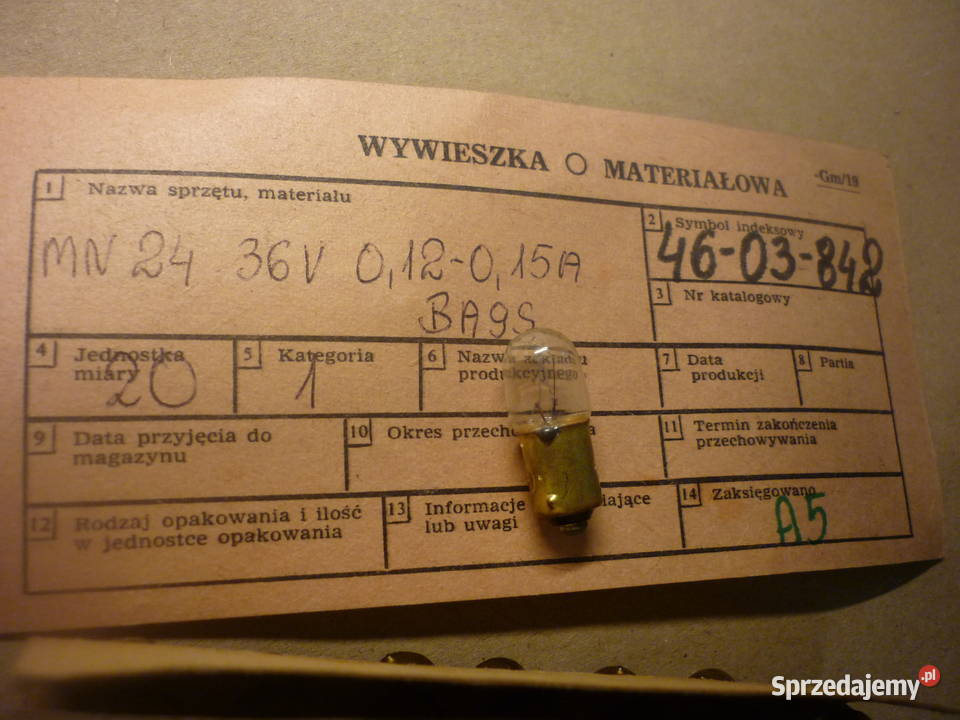 WYWIESZKA O MATERIAŁOWA
-Gm/19
1 Nazwa sprzętu, materiału
MN 24 36V 0,12-0,15A
BA9S
2 Symbol indeksowy
46-03-842
3 Nr katalogowy
4 Jednostka
miary
20
5 Kategoria
1
6 Nazwa
produkcyjnego
7 Data
produkcji
8 Partia
9 Data przyjęcia do
magazynu
10 Okres
11 Termin zakończenia
przechowywania
12 Rodzaj opakowania i ilość
w jednostce opakowania
13 Informacje
lub uwagi
14 Zaksięgowano
A5
Sprzedajemy.pl